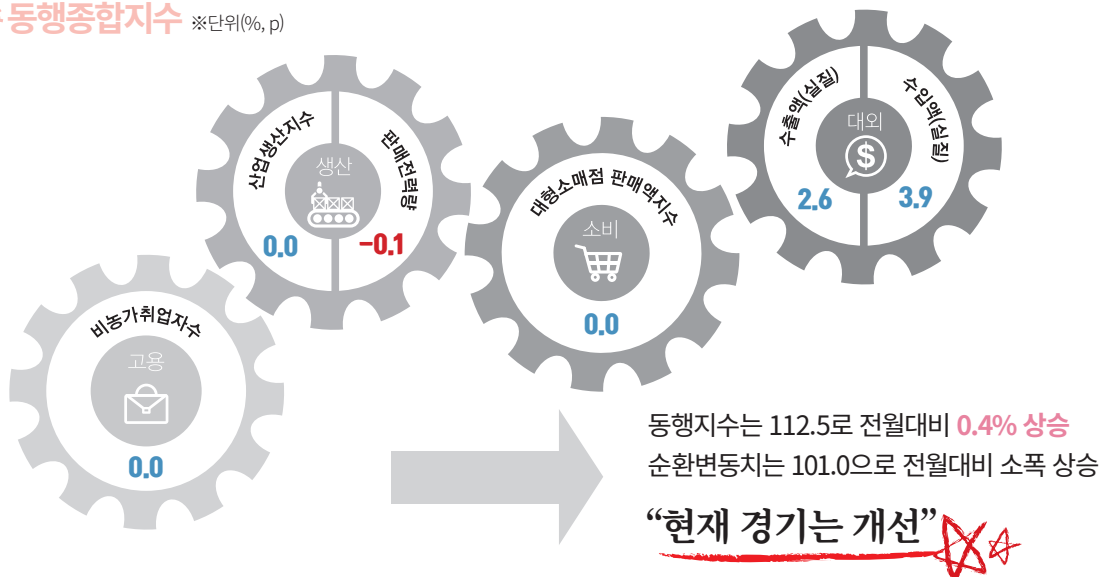 동행종합지수 ※단위(%, p)
비농가취업자수
고용
0.0
산업생산지수
판매전력량
생산
0.0
-0.1
대형소매점 판매액지수
소비
0.0
수출액(실질)
수입액(실질)
대외
$
2.6
3.9
동행지수는 112.5로 전월대비 0.4% 상승
순환변동치는 101.0으로 전월대비 소폭 상승
“현재 경기는 개선”